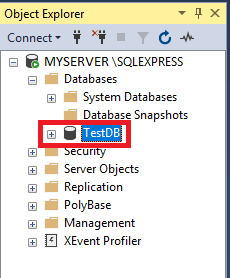 Object Explorer
Connect
MYSERVER \SQLEXPRESS
Databases
System Databases
Database Snapshots
TestDB
Security
Server Objects
Replication
PolyBase
Management
XEvent Profiler